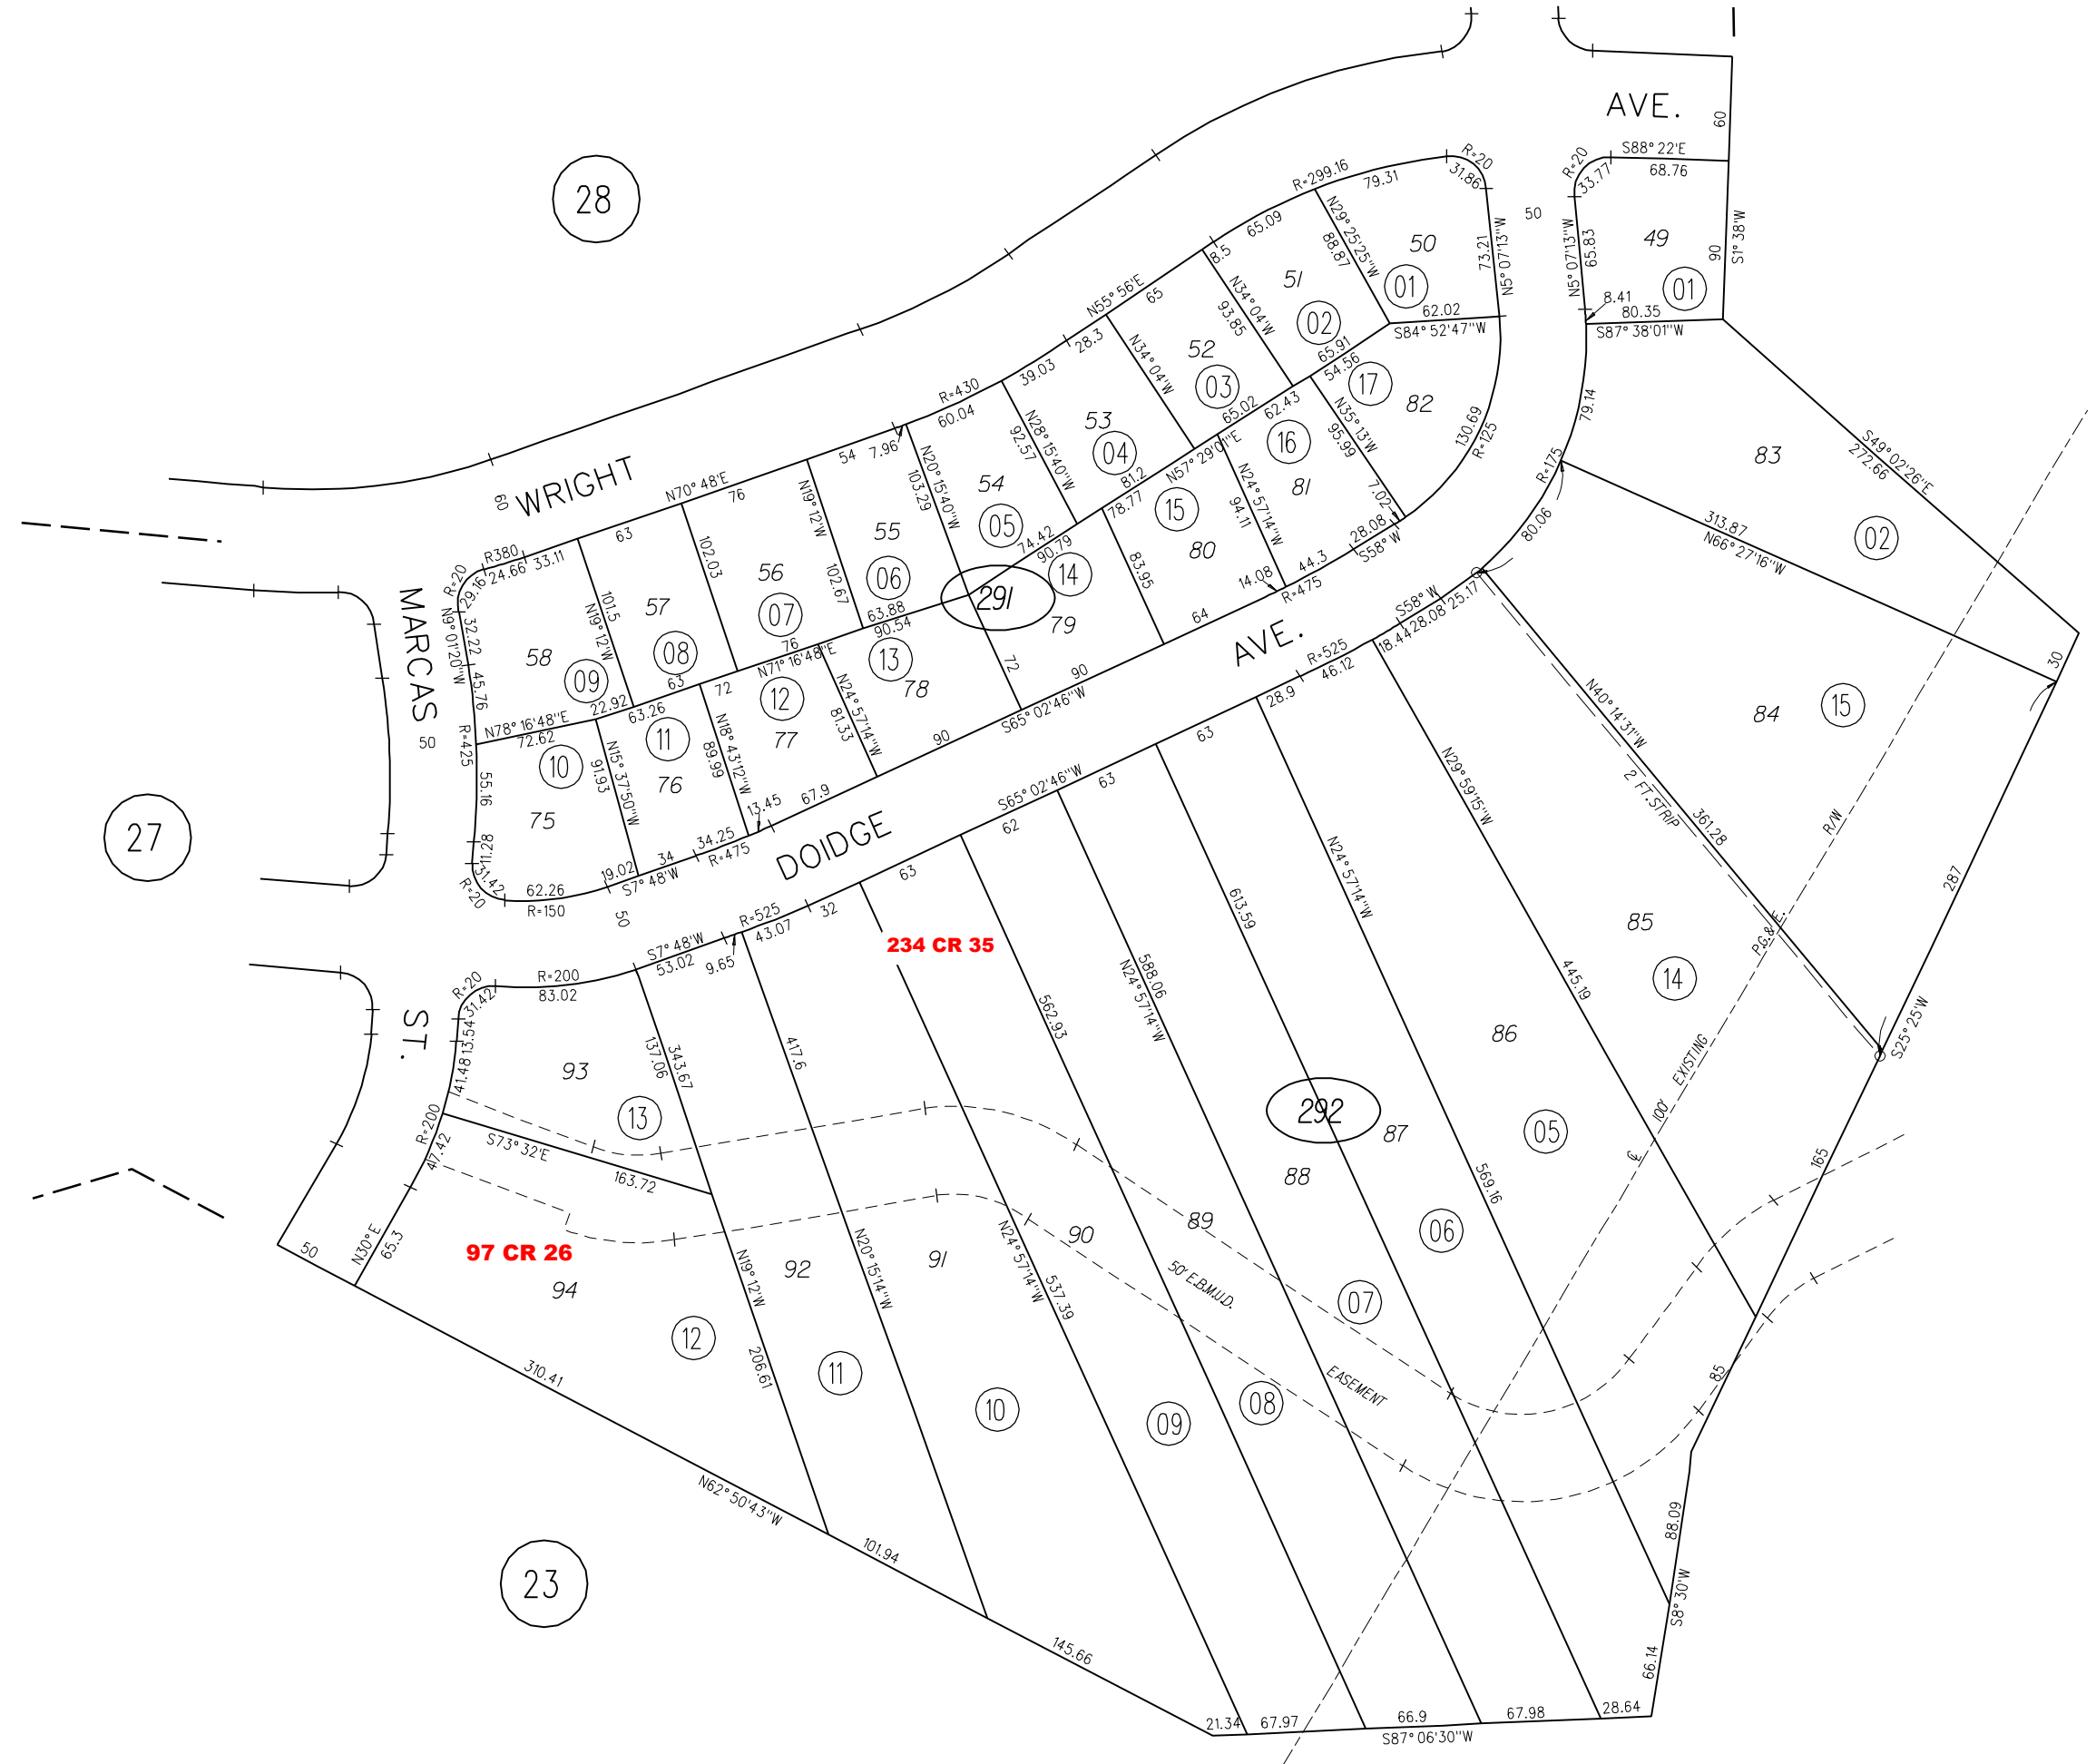 28
27
23
WRIGHT
AVE.
MARCAS
ST.
DOIDGE
AVE.
291
292
234 CR 35
97 CR 26
60
S88° 22'E
68.76
R=20
33.77
49
01
N5° 07'13"W
65.83
90
S1° 38'W
8.41
80.35
S87° 38'01"W
50
R=20
31.86
R=299.16
79.31
50
01
73.21
N5° 07'13"W
62.02
S84° 52'47"W
N29° 25'25"W
88.87
65.09
8.5
51
02
65.91
54.56
N34° 04'W
93.85
N55° 56'E
65
52
03
65.02
62.43
N34° 04'W
28.3
39.03
53
04
81.2
78.77
N57° 29'01"E
N28° 15'40"W
92.57
R=430
60.04
54
05
74.42
90.79
N20° 15'40"W
103.29
7.96
54
55
06
63.88
90.54
N19° 12'W
102.67
N70° 48'E
76
56
07
76
N71° 16'48"E
102.03
63
57
08
63
72
101.5
N19° 12'W
60
R380
24.66
33.11
R=20
29.16
N9° 01'20"W
32.22
45.76
58
09
22.92
63.26
N78° 16'48"E
72.62
R=425
50
55.16
11.28
31.42
R=20
10
75
62.26
R=150
19.02
34
S7° 48'W
91.93
N15° 37'50"W
11
76
34.25
R=475
13.45
N18° 43'12"W
89.99
12
77
67.9
N24° 57'14"W
81.33
13
78
90
S65° 02'46"W
72
14
79
90
83.95
15
80
64
14.08
44.3
R=475
N24° 57'14"W
94.11
16
81
28.08
S58° W
7.02
N35° 13'W
95.99
17
82
130.69
R=125
79.14
R=175
80.06
83
02
S49° 02'26"E
272.66
313.87
N66° 27'16"W
30
84
15
N40° 14'31"W
2 FT. STRIP
361.28
R/W
P.G.& E.
287
S25° 25'W
S58° W
25.17
28.08
18.44
R=525
46.12
28.9
85
14
86
N29° 59'15"W
445.19
EXISTING
100'
165
85
05
63
N24° 57'14"W
569.16
87
06
63
613.59
88
07
S65° 02'46"W
62
588.06
N24° 57'14"W
89
08
63
562.93
90
09
32
R=525
43.07
N24° 57'14"W
537.39
91
10
9.65
S7° 48'W
53.02
417.6
N20° 15'14"W
92
11
50
R=200
83.02
R=20
31.42
13.54
141.48
343.67
137.06
93
13
R=200
47.42
S73° 32'E
163.72
N19° 12'W
206.61
94
12
N30° E
65.3
50
310.41
N62° 50'43"W
101.94
145.66
50' E.B.M.U.D.
EASEMENT
21.34
67.97
66.9
S87° 06'30"W
67.98
28.64
66.14
S8° 30'W
88.09